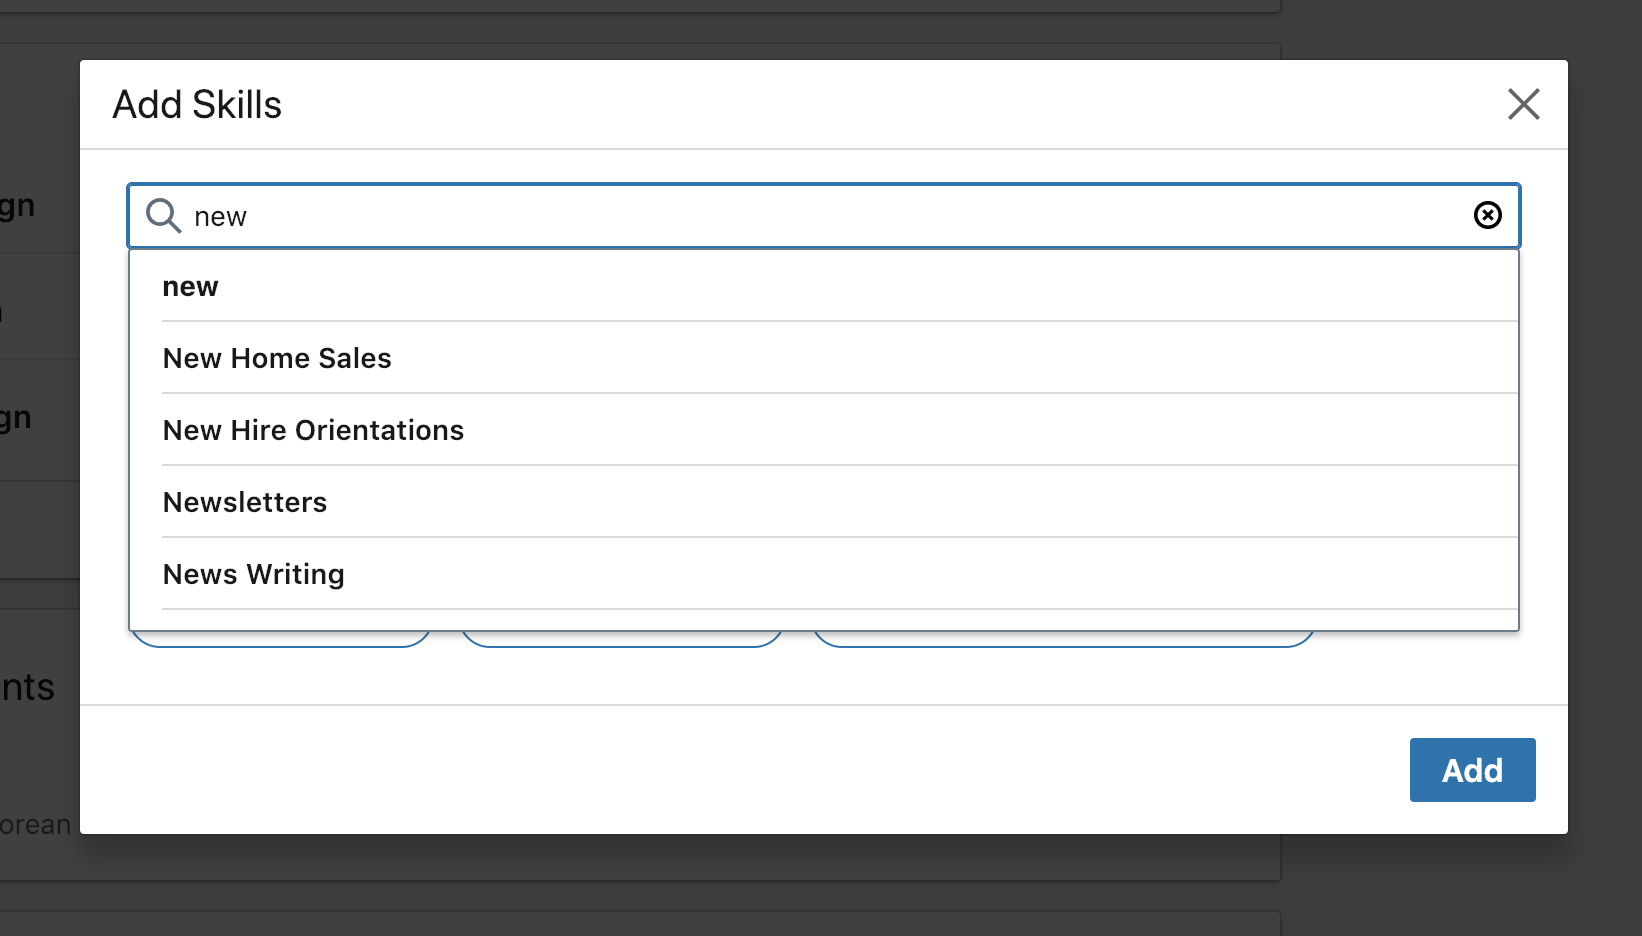 Add Skills
new
new
New Home Sales
New Hire Orientations
Newsletters
News Writing
Add
gn
gn
nts
orean